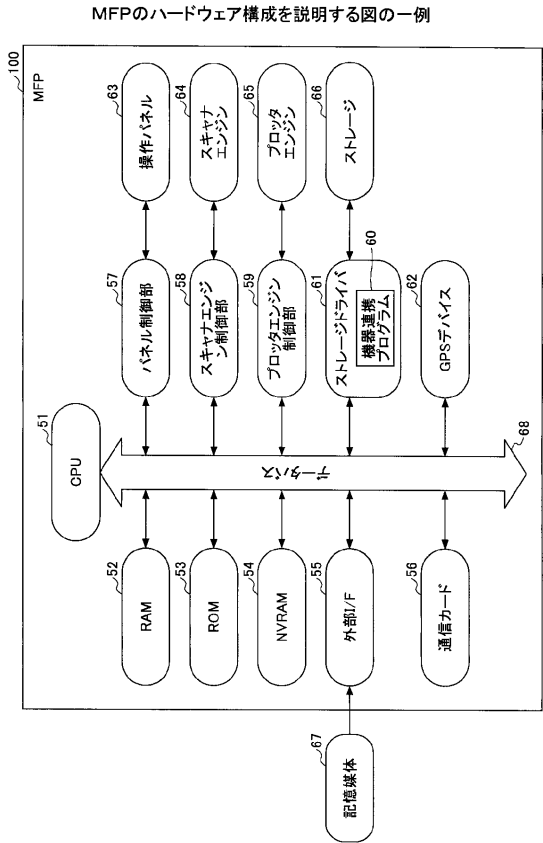 MFPのハードウェア構成を説明する図の一例
100
MFP
63
操作パネル
64
スキャナ
エンジン
65
プロッタ
エンジン
66
ストレージ
57
パネル制御部
58
スキャナエンジ
ン制御部
59
プロッタエンジン
制御部
61
ストレージドライバ
60
機器連携
プログラム
62
GPSデバイス
51
CPU
データバス
68
52
RAM
53
ROM
54
NVRAM
55
外部I/F
56
通信カード
67
記憶媒体